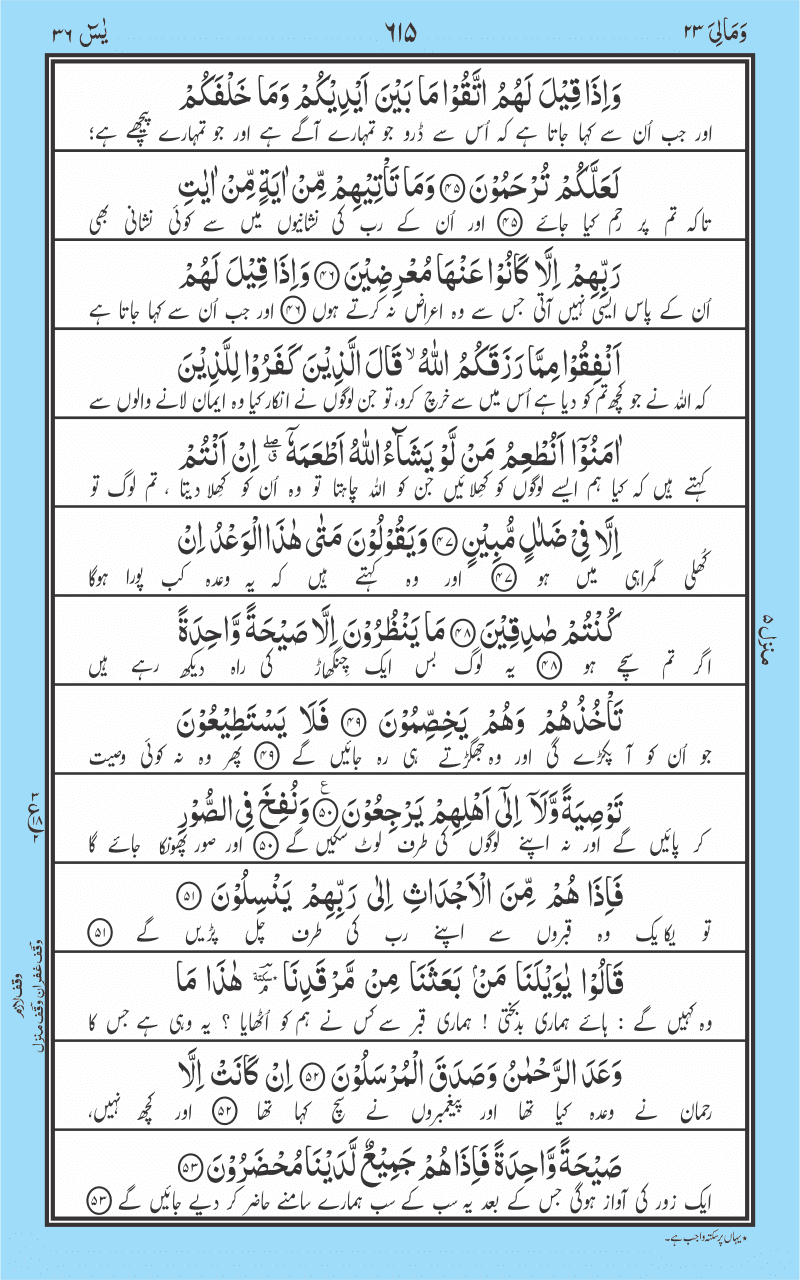 وَمَالِیَ ۲۳
۶۱۵
یٰسٓ ۳۶
وَاِذَا قِیْلَ لَهُمُ اتَّقُوْا مَا بَیْنَ اَیْدِیْكُمْ وَمَا خَلْفَكُمْ
اور جب اُن سے کہا جاتا ہے کہ اُس سے ڈرو جو تمہارے آگے ہے اور جو تمہارے پیچھے ہے؛
لَعَلَّكُمْ تُرْحَمُوْنَ ﴿۴۵﴾ وَمَا تَاْتِیْهِمْ مِّنْ اٰیَةٍ مِّنْ اٰیٰتِ
تاکہ تم پر رحم کیا جائے ﴿۴۵﴾ اور اُن کے رب کی نشانیوں میں سے کوئی نشانی بھی
رَبِّهِمْ اِلَّا كَانُوْا عَنْهَا مُعْرِضِیْنَ ﴿۴۶﴾ وَاِذَا قِیْلَ لَهُمْ
اُن کے پاس ایسی نہیں آتی جس سے وہ اعراض نہ کرتے ہوں ﴿۴۶﴾ اور جب اُن سے کہا جاتا ہے
اَنْفِقُوْا مِمَّا رَزَقَكُمُ اللّٰهُ ۙ قَالَ الَّذِیْنَ كَفَرُوْا لِلَّذِیْنَ
کہ اللہ نے جو کچھ تم کو دیا ہے اُس میں سے خرچ کرو، تو جن لوگوں نے انکار کیا وہ ایمان لانے والوں سے
اٰمَنُوْۤا اَنُطْعِمُ مَنْ لَّوْ یَشَآءُ اللّٰهُ اَطْعَمَهٗۤ ۖۗ اِنْ اَنْتُمْ
کہتے ہیں کہ کیا ہم ایسے لوگوں کو کھلائیں جن کو اللہ چاہتا تو وہ اُن کو کھلا دیتا ، تم لوگ تو
اِلَّا فِیْ ضَلٰلٍ مُّبِیْنٍ ﴿۴۷﴾ وَیَقُوْلُوْنَ مَتٰی هٰذَا الْوَعْدُ اِنْ
کُھلی گمراہی میں ہو ﴿۴۷﴾ اور وہ کہتے ہیں کہ یہ وعدہ کب پورا ہوگا
كُنْتُمْ صٰدِقِیْنَ ﴿۴۸﴾ مَا یَنْظُرُوْنَ اِلَّا صَیْحَةً وَّاحِدَةً
اگر تم سچے ہو ﴿۴۸﴾ یہ لوگ بس ایک چنگھاڑ کی راہ دیکھ رہے ہیں
منزل ۵
تَاْخُذُهُمْ وَهُمْ یَخِصِّمُوْنَ ﴿۴۹﴾ فَلَا یَسْتَطِیْعُوْنَ
جو اُن کو آ پکڑے گی اور وہ جھگڑتے ہی رہ جائیں گے ﴿۴۹﴾ پھر وہ نہ کوئی وصیت
تَوْصِیَةً وَّلَاۤ اِلٰۤی اَهْلِهِمْ یَرْجِعُوْنَ ﴿۵۰﴾ۧ وَنُفِخَ فِی الصُّوْرِ
کر پائیں گے اور نہ اپنے لوگوں کی طرف لوٹ سکیں گے ﴿۵۰﴾ اور صور پھونکا جائے گا
فَاِذَا هُمْ مِّنَ الْاَجْدَاثِ اِلٰی رَبِّهِمْ یَنْسِلُوْنَ ﴿۵۱﴾
تو یکایک وہ قبروں سے اپنے رب کی طرف چل پڑیں گے ﴿۵۱﴾
قَالُوْا یٰوَیْلَنَا مَنْۢ بَعَثَنَا مِنْ مَّرْقَدِنَا ۜ هٰذَا مَا
وہ کہیں گے : ہائے ہماری بدبختی ! ہماری قبر سے کس نے ہم کو اُٹھایا ؟ یہ وہی ہے جس کا
وقف لازم
وقف غفران وقف منزل
وَعَدَ الرَّحْمٰنُ وَصَدَقَ الْمُرْسَلُوْنَ ﴿۵۲﴾ اِنْ كَانَتْ اِلَّا
رحمان نے وعدہ کیا تھا اور پیغمبروں نے سچ کہا تھا ﴿۵۲﴾ اور کچھ نہیں،
صَیْحَةً وَّاحِدَةً فَاِذَا هُمْ جَمِیْعٌ لَّدَیْنَا مُحْضَرُوْنَ ﴿۵۳﴾
ایک زور کی آواز ہوگی جس کے بعد یہ سب کے سب ہمارے سامنے حاضر کر دیے جائیں گے ﴿۵۳﴾
* یہاں پر سکتہ واجب ہے۔